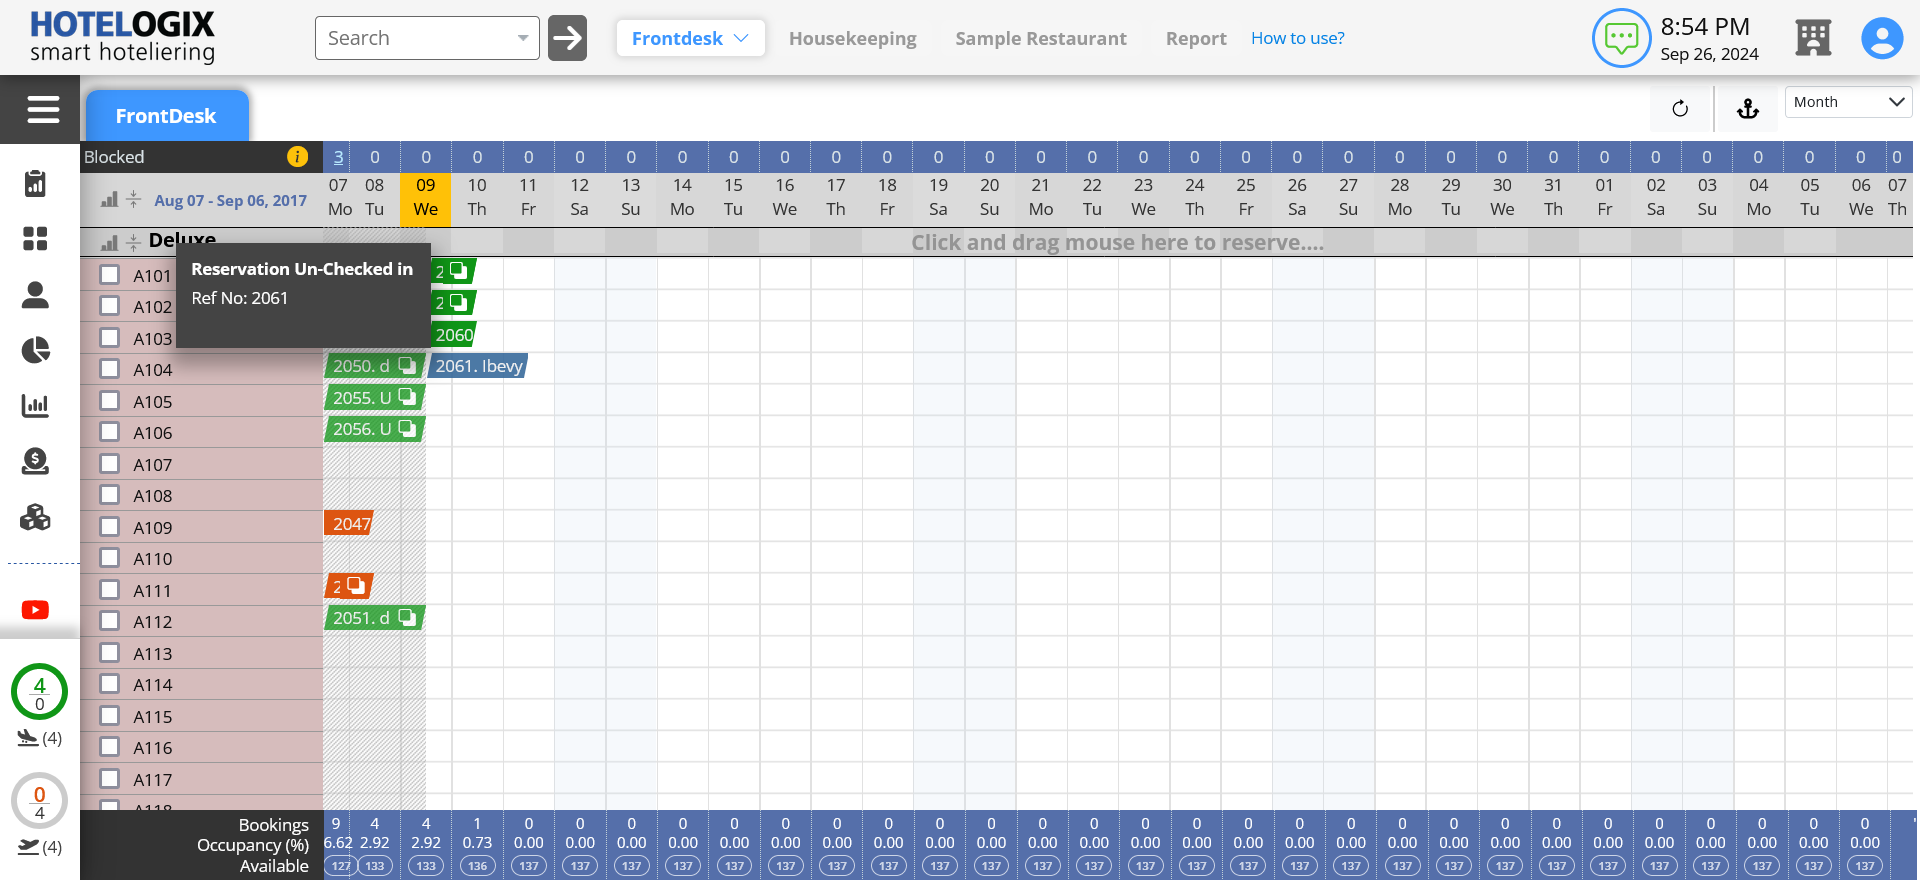 HOTELOGIX
smart hoteliering
Search
Frontdesk
Housekeeping
Sample Restaurant
Report
How to use?
8:54 PM
Sep 26, 2024
FrontDesk
Month
Blocked i 3 0 0 0 0 0 0 0 0 0 0 0 0 0 0 0 0 0 0 0 0 0 0 0 0 0 0 0 0 0 0 0
Aug 07 - Sep 06, 2017
07 08 09 10 11 12 13 14 15 16 17 18 19 20 21 22 23 24 25 26 27 28 29 30 31 01 02 03 04 05 06 07
Mo Tu We Th Fr Sa Su Mo Tu We Th Fr Sa Su Mo Tu We Th Fr Sa Su Mo Tu We Th Fr Sa Su Mo Tu We Th
Deluxe
Click and drag mouse here to reserve....
Reservation Un-Checked in
Ref No: 2061
A101 2
A102 2
A103 2060
A104 2050. d 2061. Ibevy
A105 2055. U
A106 2056. U
A107
A108
A109 2047
A110
A111 2
A112 2051. d
A113
A114
A115
A116
A117
A118
4
0
(4)
0
4
(4)
Bookings 9 4 4 1 0 0 0 0 0 0 0 0 0 0 0 0 0 0 0 0 0 0 0 0 0 0 0 0 0 0 0
Occupancy (%) 6.62 2.92 2.92 0.73 0.00 0.00 0.00 0.00 0.00 0.00 0.00 0.00 0.00 0.00 0.00 0.00 0.00 0.00 0.00 0.00 0.00 0.00 0.00 0.00 0.00 0.00 0.00 0.00 0.00 0.00 0.00
Available 127 133 133 136 137 137 137 137 137 137 137 137 137 137 137 137 137 137 137 137 137 137 137 137 137 137 137 137 137 137 137